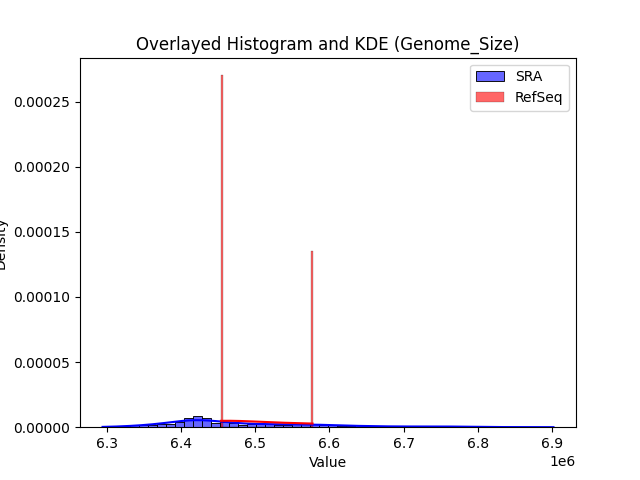 Overlayed Histogram and KDE (Genome_Size)
SRA
RefSeq
Density
0.00025
0.00020
0.00015
0.00010
0.00005
0.00000
6.3 6.4 6.5 6.6 6.7 6.8 6.9
1e6
Value